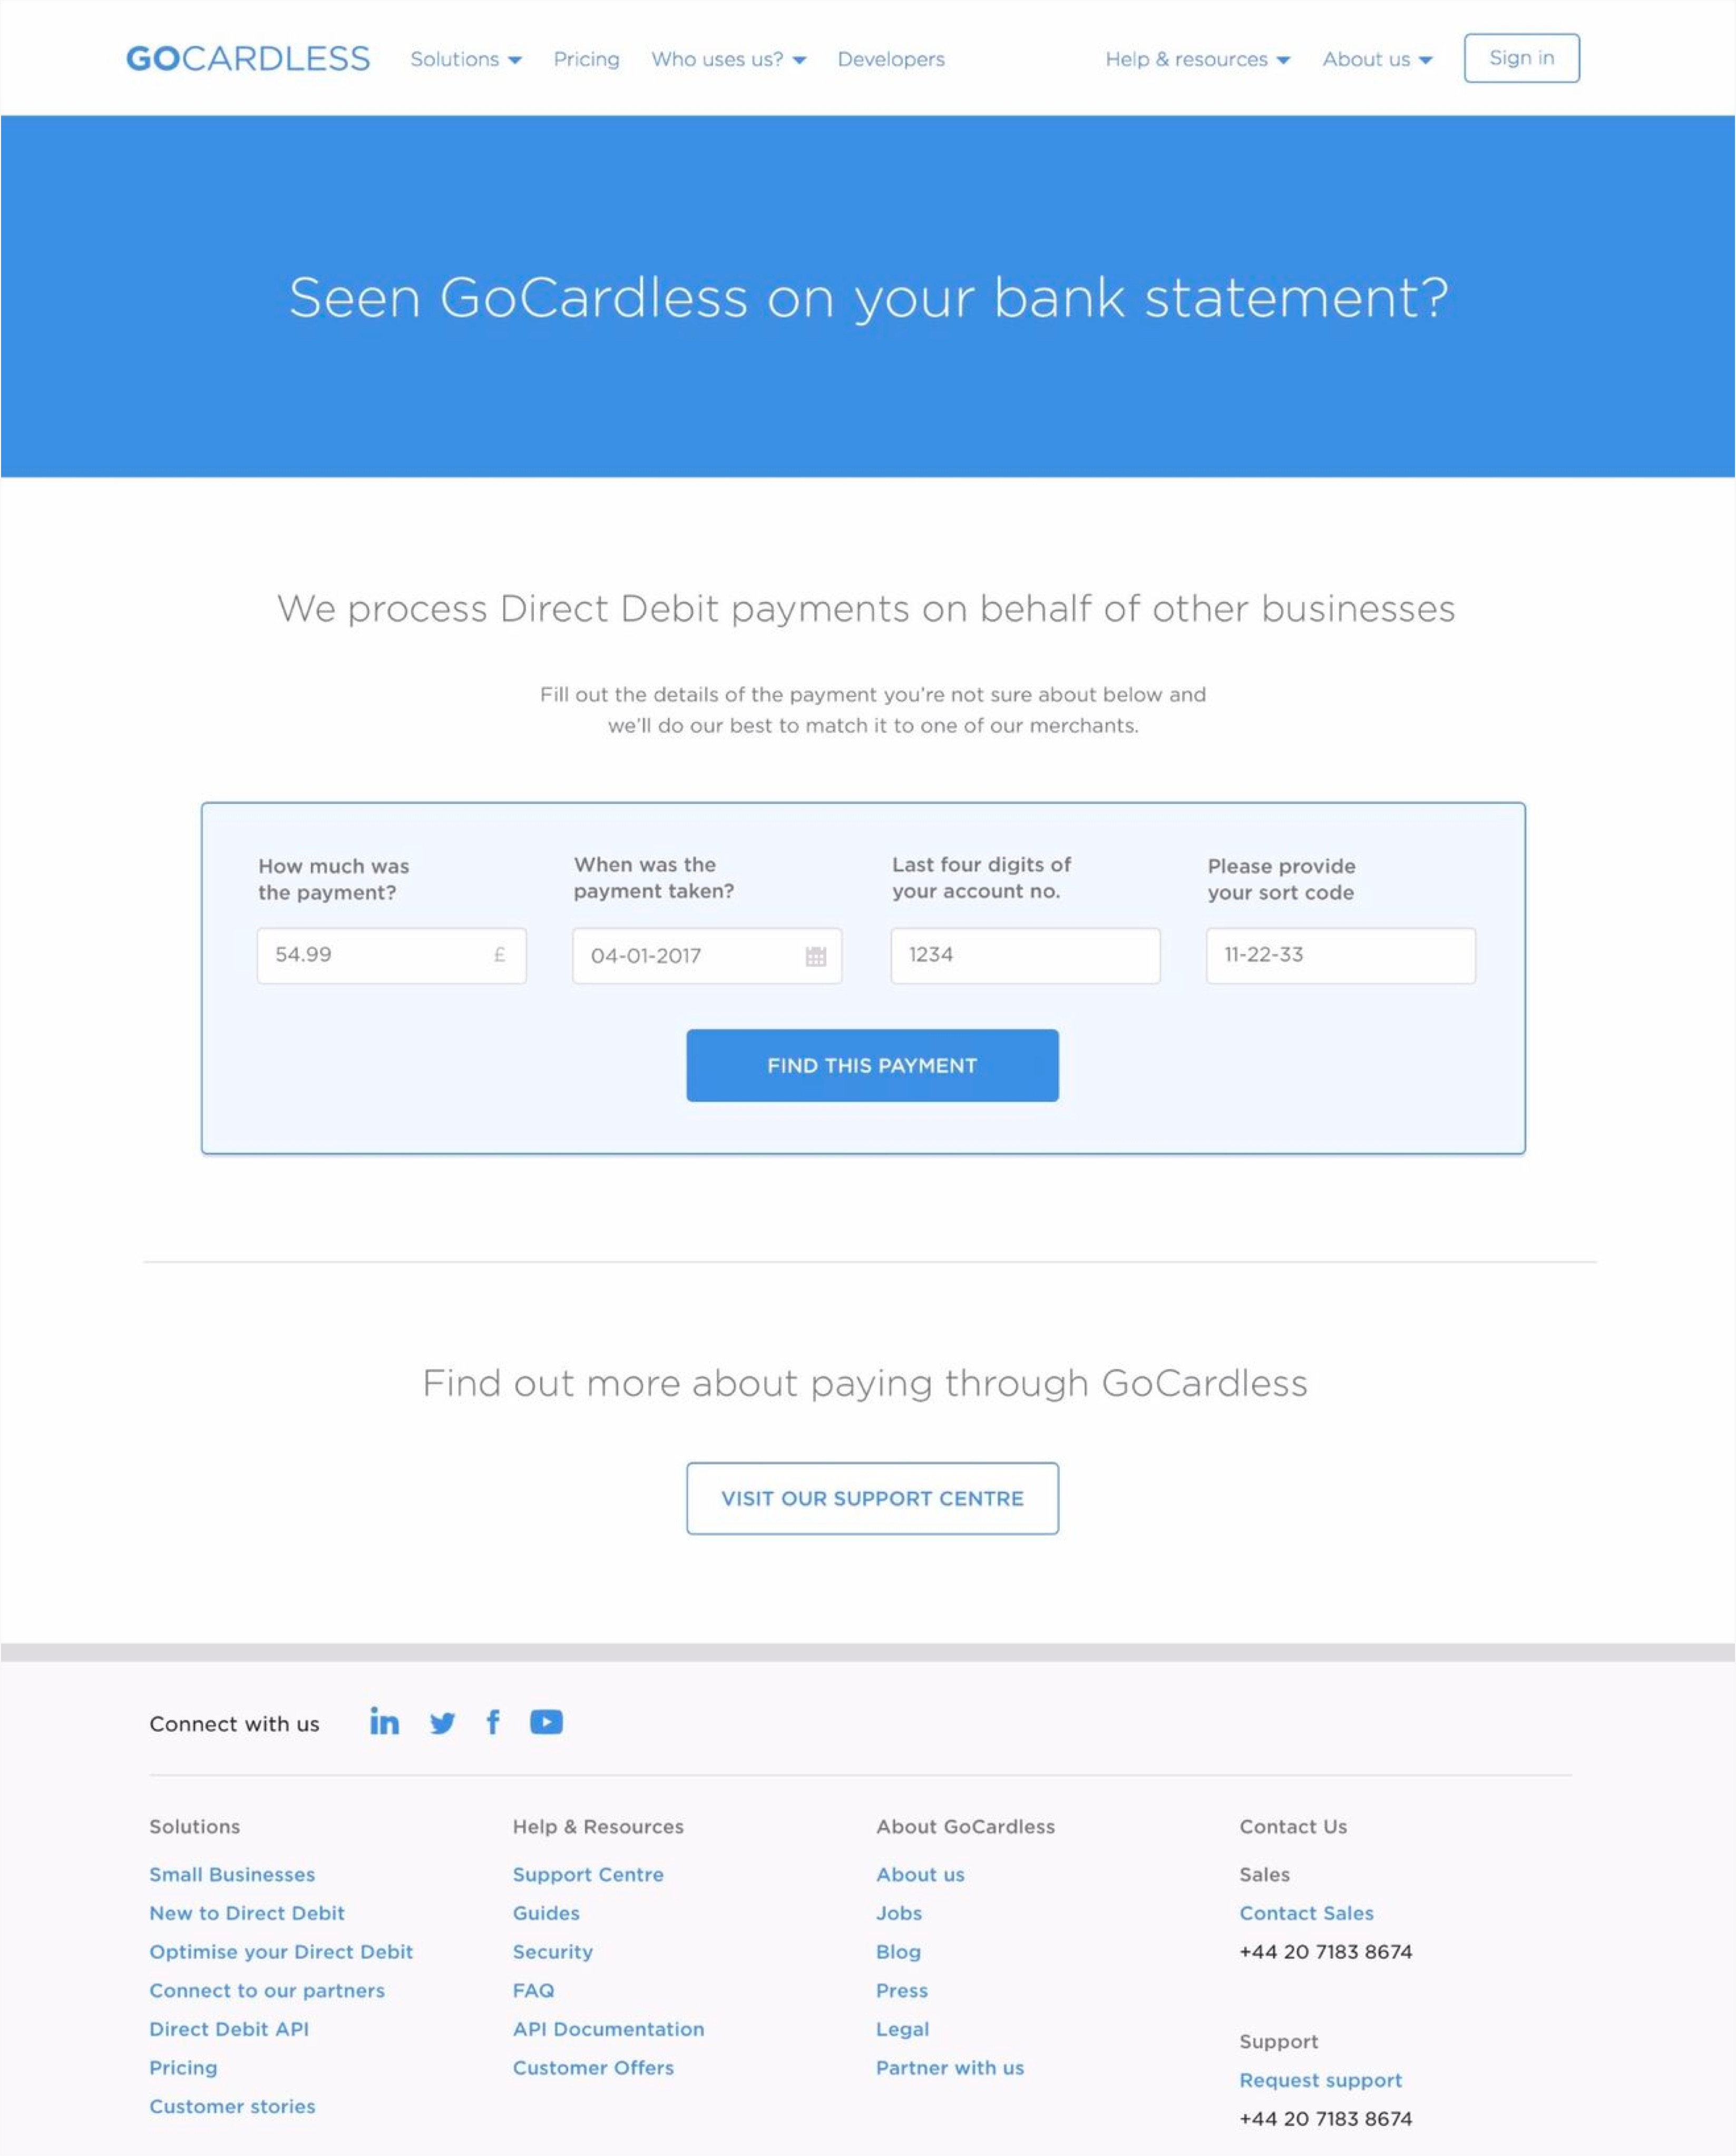 GOCARDLESS Solutions Pricing Who uses us? Developers Help & resources About us Sign in
Seen GoCardless on your bank statement?
We process Direct Debit payments on behalf of other businesses
Fill out the details of the payment you're not sure about below and
we'll do our best to match it to one of our merchants.
How much was
the payment?
54.99 £
When was the
payment taken?
04-01-2017
Last four digits of
your account no.
1234
Please provide
your sort code
11-22-33
FIND THIS PAYMENT
Find out more about paying through GoCardless
VISIT OUR SUPPORT CENTRE
Connect with us
Solutions
Small Businesses
New to Direct Debit
Optimise your Direct Debit
Connect to our partners
Direct Debit API
Pricing
Customer stories
Help & Resources
Support Centre
Guides
Security
FAQ
API Documentation
Customer Offers
About GoCardless
About us
Jobs
Blog
Press
Legal
Partner with us
Contact Us
Sales
Contact Sales
+44 20 7183 8674
Support
Request support
+44 20 7183 8674